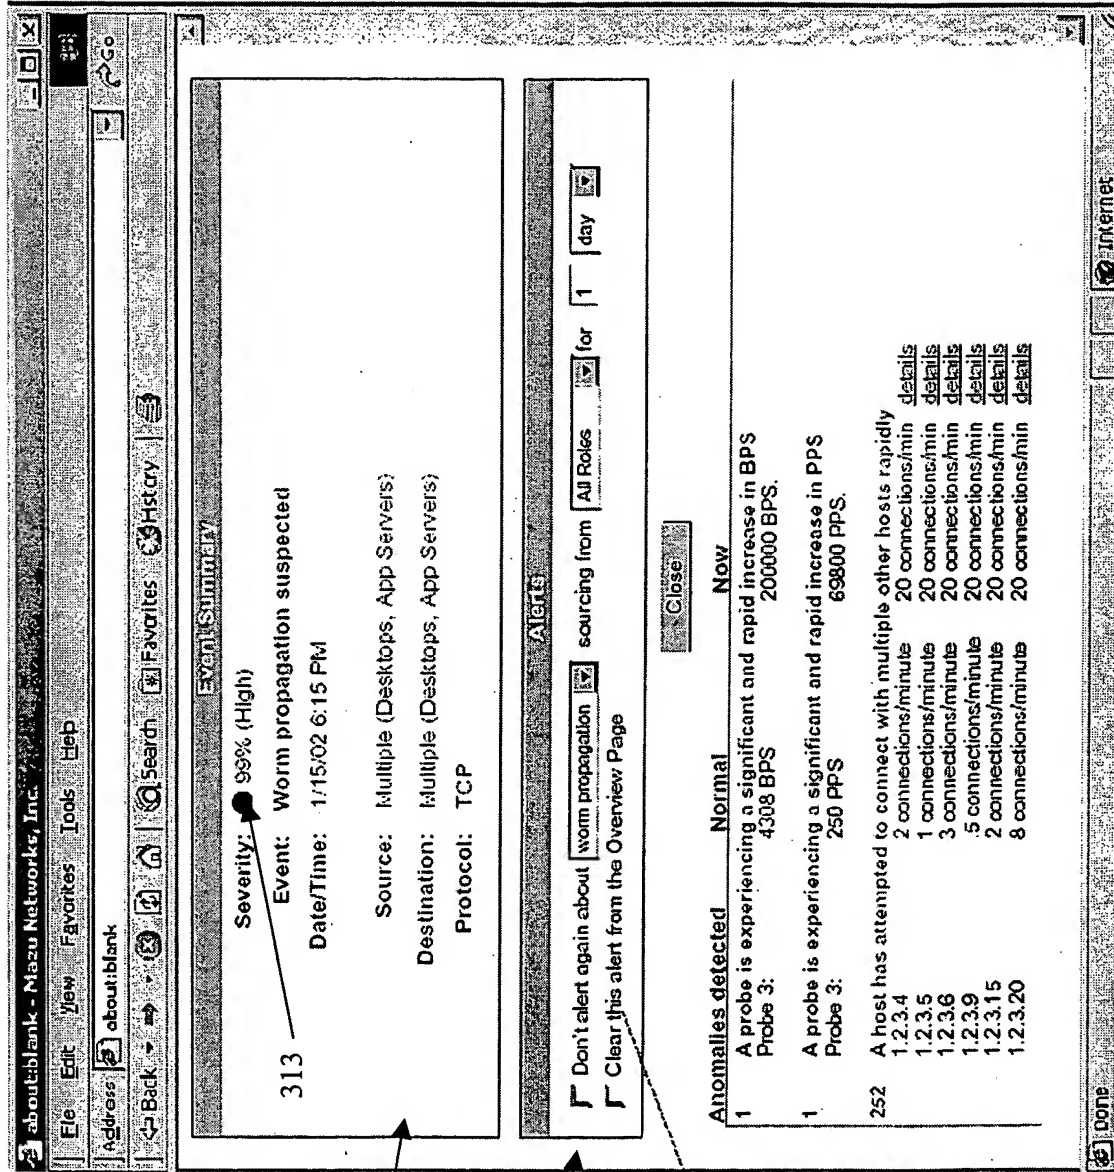 about:blank - Mazu Networks, Inc.
File Edit View Favorites Tools Help
Address about:blank Go
Back Search Favorites History
Event Summary
Severity: 99% (High)
313
Event: Worm propagation suspected
Date/Time: 1/15/02 6:15 PM
Source: Multiple (Desktops, App Servers)
Destination: Multiple (Desktops, App Servers)
Protocol: TCP
Alerts
Don't alert again about worm propagation sourcing from All Roles for 1 day
Clear this alert from the Overview Page
Close
Anomalies detected Normal Now
1 A probe is experiencing a significant and rapid increase in BPS
Probe 3: 4308 BPS 200000 BPS.
1 A probe is experiencing a significant and rapid increase in PPS
Probe 3: 250 PPS 69800 PPS.
252 A host has attempted to connect with multiple other hosts rapidly
1.2.3.4 2 connections/minute 20 connections/min details
1.2.3.5 1 connections/minute 20 connections/min details
1.2.3.6 3 connections/minute 20 connections/min details
1.2.3.9 .5 connections/minute 20 connections/min details
1.2.3.15 2 connections/minute 20 connections/min details
1.2.3.20 8 connections/minute 20 connections/min details
Done Internet